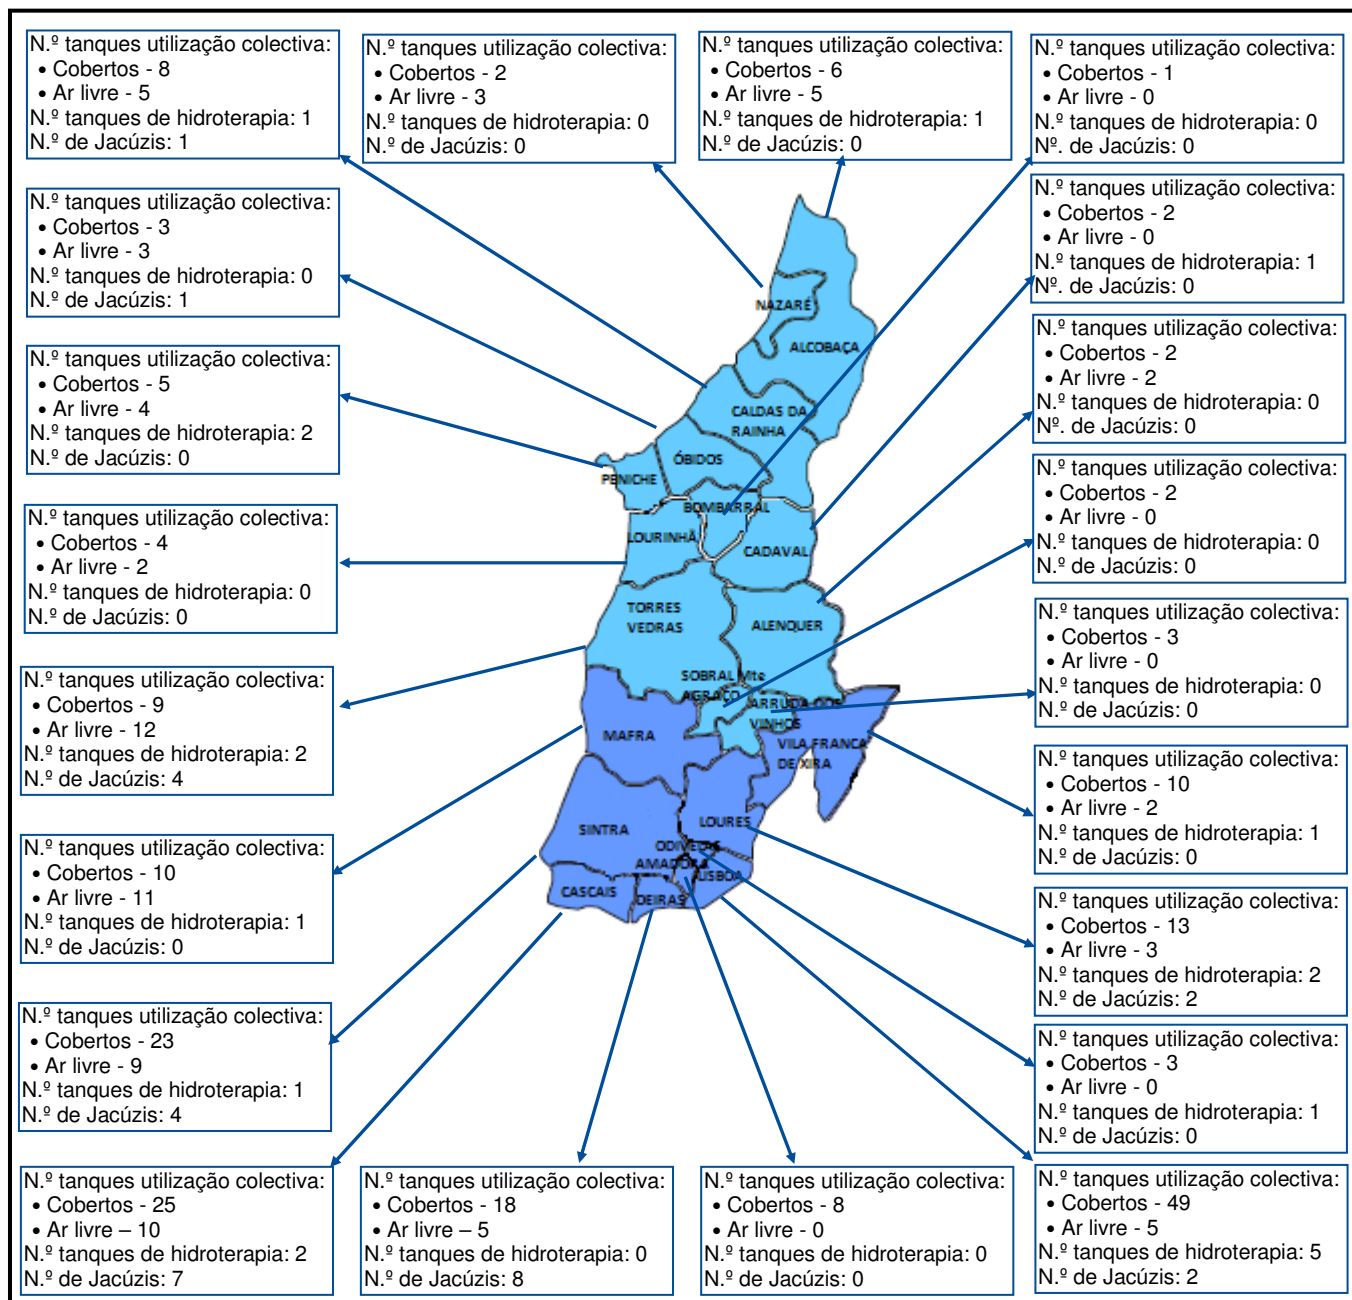 N.º tanques utilização colectiva:
• Cobertos - 8
• Ar livre - 5
N.º tanques de hidroterapia: 1
N.º de Jacúzis: 1
N.º tanques utilização colectiva:
• Cobertos - 2
• Ar livre - 3
N.º tanques de hidroterapia: 0
N.º de Jacúzis: 0
N.º tanques utilização colectiva:
• Cobertos - 6
• Ar livre - 5
N.º tanques de hidroterapia: 1
N.º de Jacúzis: 0
N.º tanques utilização colectiva:
• Cobertos - 1
• Ar livre - 0
N.º tanques de hidroterapia: 0
Nº. de Jacúzis: 0
N.º tanques utilização colectiva:
• Cobertos - 3
• Ar livre - 3
N.º tanques de hidroterapia: 0
N.º de Jacúzis: 1
N.º tanques utilização colectiva:
• Cobertos - 2
• Ar livre - 0
N.º tanques de hidroterapia: 1
Nº. de Jacúzis: 0
N.º tanques utilização colectiva:
• Cobertos - 5
• Ar livre - 4
N.º tanques de hidroterapia: 2
N.º de Jacúzis: 0
N.º tanques utilização colectiva:
• Cobertos - 2
• Ar livre - 2
N.º tanques de hidroterapia: 0
Nº. de Jacúzis: 0
N.º tanques utilização colectiva:
• Cobertos - 4
• Ar livre - 2
N.º tanques de hidroterapia: 0
N.º de Jacúzis: 0
N.º tanques utilização colectiva:
• Cobertos - 2
• Ar livre - 0
N.º tanques de hidroterapia: 0
N.º de Jacúzis: 0
NAZARÉ
ALCOBAÇA
CALDAS DA
RAINHA
ÓBIDOS
PENICHE
BOMBARRAL
LOURINHÃ
CADAVAL
TORRES
VEDRAS
ALENQUER
SOBRAL Mte
AGRAÇO
ARRUDA DOS
VINHOS
MAFRA
VILA FRANCA
DE XIRA
SINTRA
LOURES
ODIVELAS
AMADORA
LISBOA
CASCAIS
OEIRAS
N.º tanques utilização colectiva:
• Cobertos - 9
• Ar livre - 12
N.º tanques de hidroterapia: 2
N.º de Jacúzis: 4
N.º tanques utilização colectiva:
• Cobertos - 3
• Ar livre - 0
N.º tanques de hidroterapia: 0
N.º de Jacúzis: 0
N.º tanques utilização colectiva:
• Cobertos - 10
• Ar livre - 11
N.º tanques de hidroterapia: 1
N.º de Jacúzis: 0
N.º tanques utilização colectiva:
• Cobertos - 10
• Ar livre - 2
N.º tanques de hidroterapia: 1
N.º de Jacúzis: 0
N.º tanques utilização colectiva:
• Cobertos - 23
• Ar livre - 9
N.º tanques de hidroterapia: 1
N.º de Jacúzis: 4
N.º tanques utilização colectiva:
• Cobertos - 13
• Ar livre - 3
N.º tanques de hidroterapia: 2
N.º de Jacúzis: 2
N.º tanques utilização colectiva:
• Cobertos - 3
• Ar livre - 0
N.º tanques de hidroterapia: 1
N.º de Jacúzis: 0
N.º tanques utilização colectiva:
• Cobertos - 25
• Ar livre – 10
N.º tanques de hidroterapia: 2
N.º de Jacúzis: 7
N.º tanques utilização colectiva:
• Cobertos - 18
• Ar livre – 5
N.º tanques de hidroterapia: 0
N.º de Jacúzis: 8
N.º tanques utilização colectiva:
• Cobertos - 8
• Ar livre - 0
N.º tanques de hidroterapia: 0
N.º de Jacúzis: 0
N.º tanques utilização colectiva:
• Cobertos - 49
• Ar livre - 5
N.º tanques de hidroterapia: 5
N.º de Jacúzis: 2